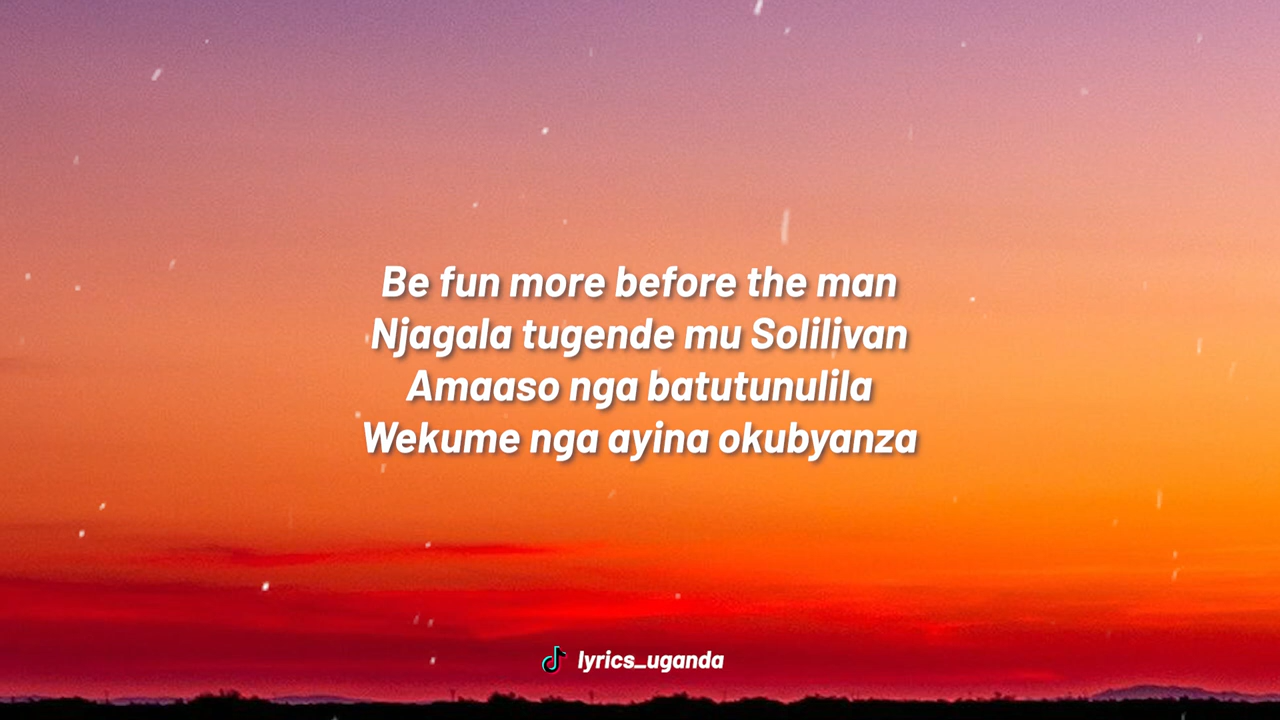 Be fun more before the man
Njagala tugende mu Solilivan
Amaaso nga batutunulila
Wekume nga ayina okubyanza
lyrics_uganda